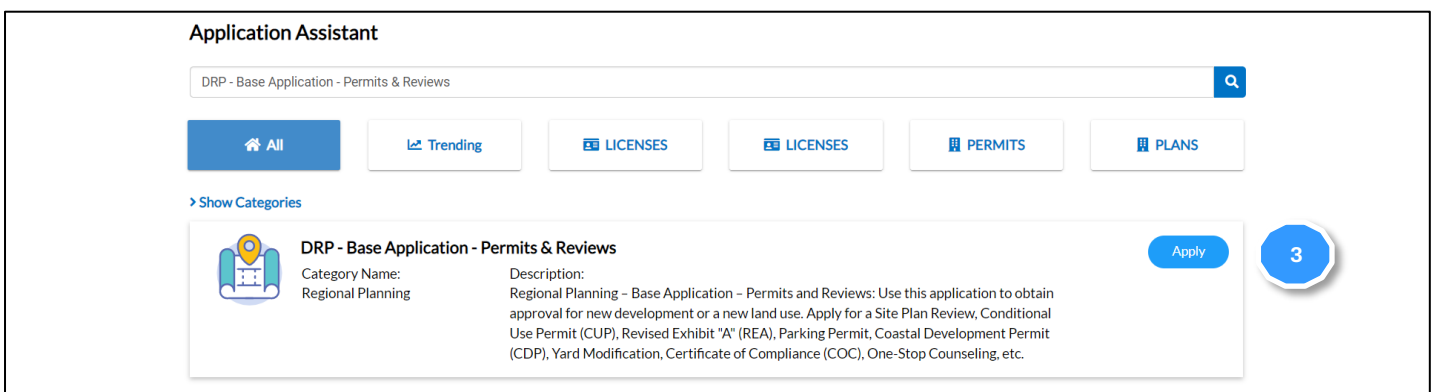 Application Assistant
DRP - Base Application - Permits & Reviews
All
Trending
LICENSES
LICENSES
PERMITS
PLANS
Show Categories
DRP - Base Application - Permits & Reviews
Apply
3
Category Name:
Regional Planning
Description:
Regional Planning – Base Application – Permits and Reviews: Use this application to obtain
approval for new development or a new land use. Apply for a Site Plan Review, Conditional
Use Permit (CUP), Revised Exhibit "A" (REA), Parking Permit, Coastal Development Permit
(CDP), Yard Modification, Certificate of Compliance (COC), One-Stop Counseling, etc.